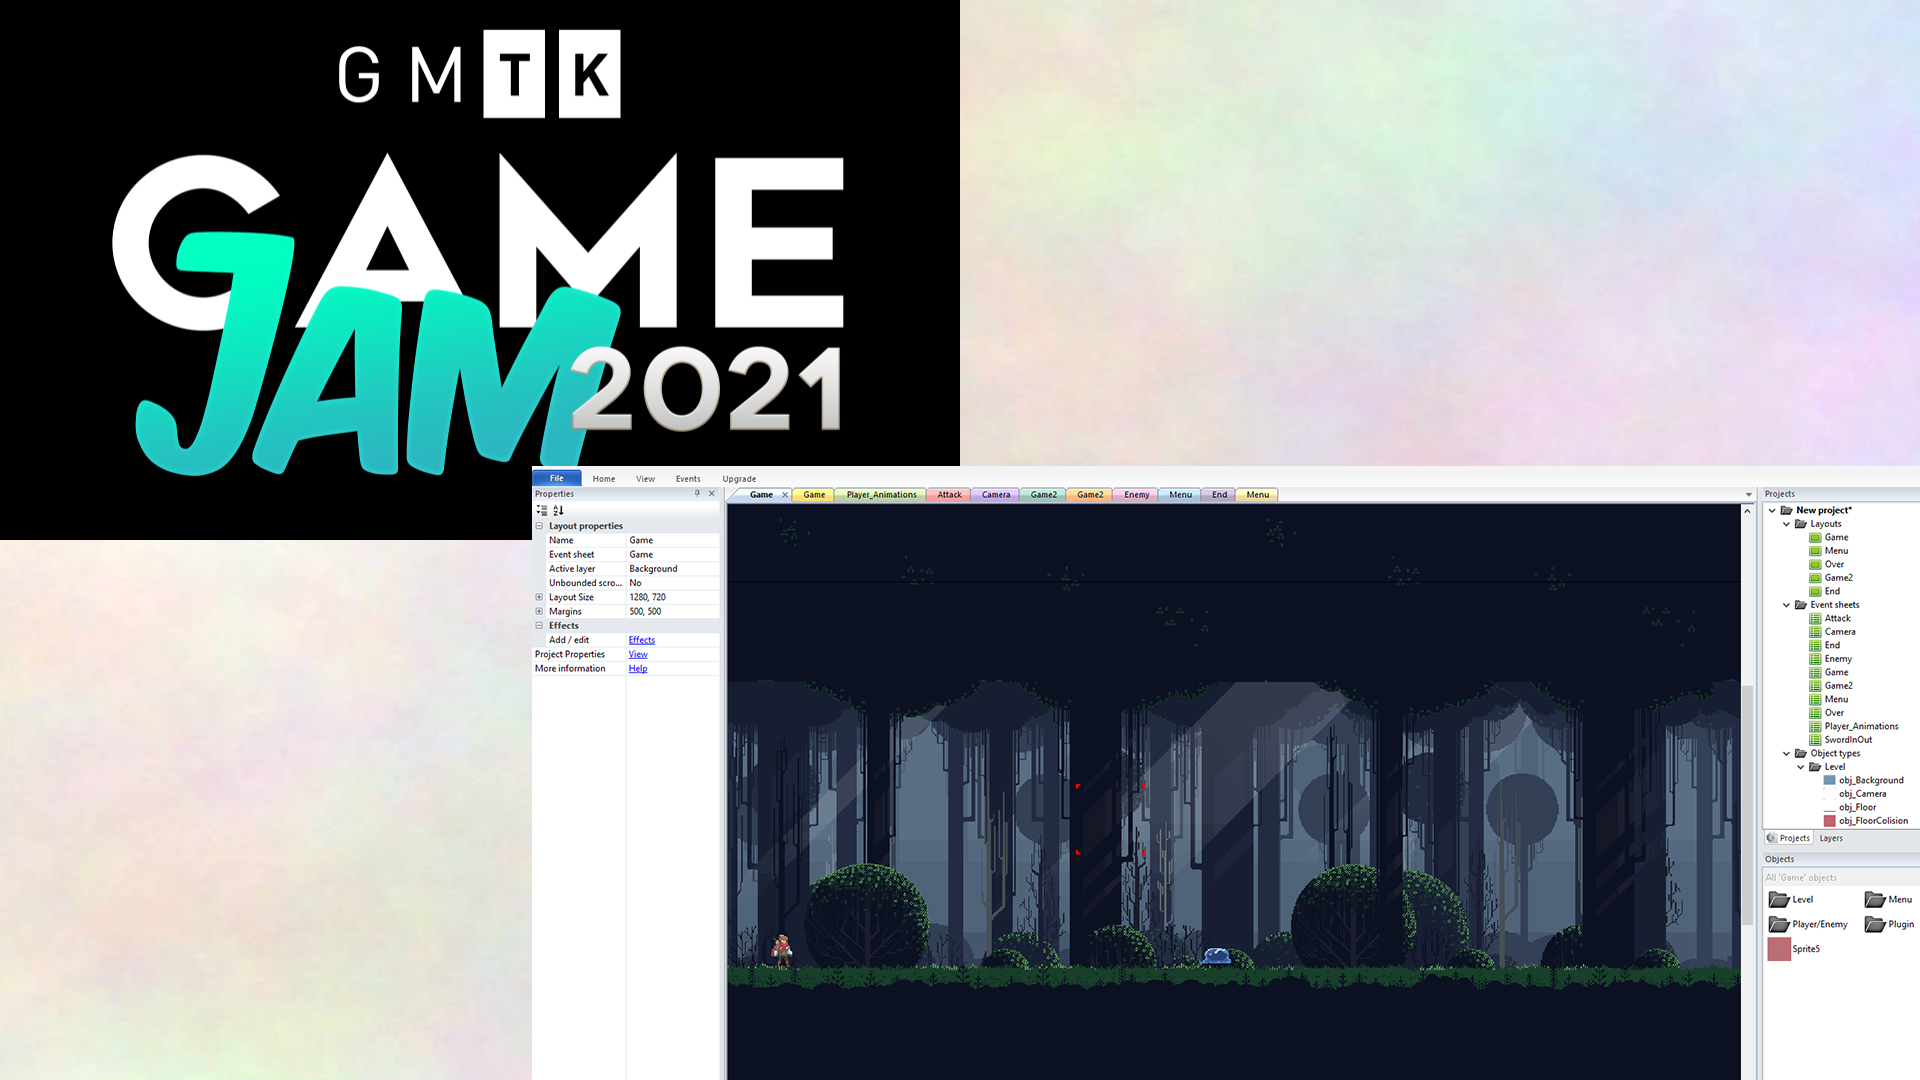 GMTK
GAME
JAM
2021
File Home View Events Upgrade
Properties
Layout properties
Name Game
Event sheet Game
Active layer Background
Unbounded scro... No
Layout Size 1280, 720
Margins 500, 500
Effects
Add / edit Effects
Project Properties View
More information Help
Game Game Player_Animations Attack Camera Game2 Game2 Enemy Menu End Menu
Projects
New project*
Layouts
Game
Menu
Over
Game2
End
Event sheets
Attack
Camera
End
Enemy
Game
Game2
Menu
Over
Player_Animations
SwordInOut
Object types
Level
obj_Background
obj_Camera
obj_Floor
obj_FloorColision
Projects Layers
Objects
All 'Game' objects
Level Menu
Player/Enemy Plugin
Sprite5